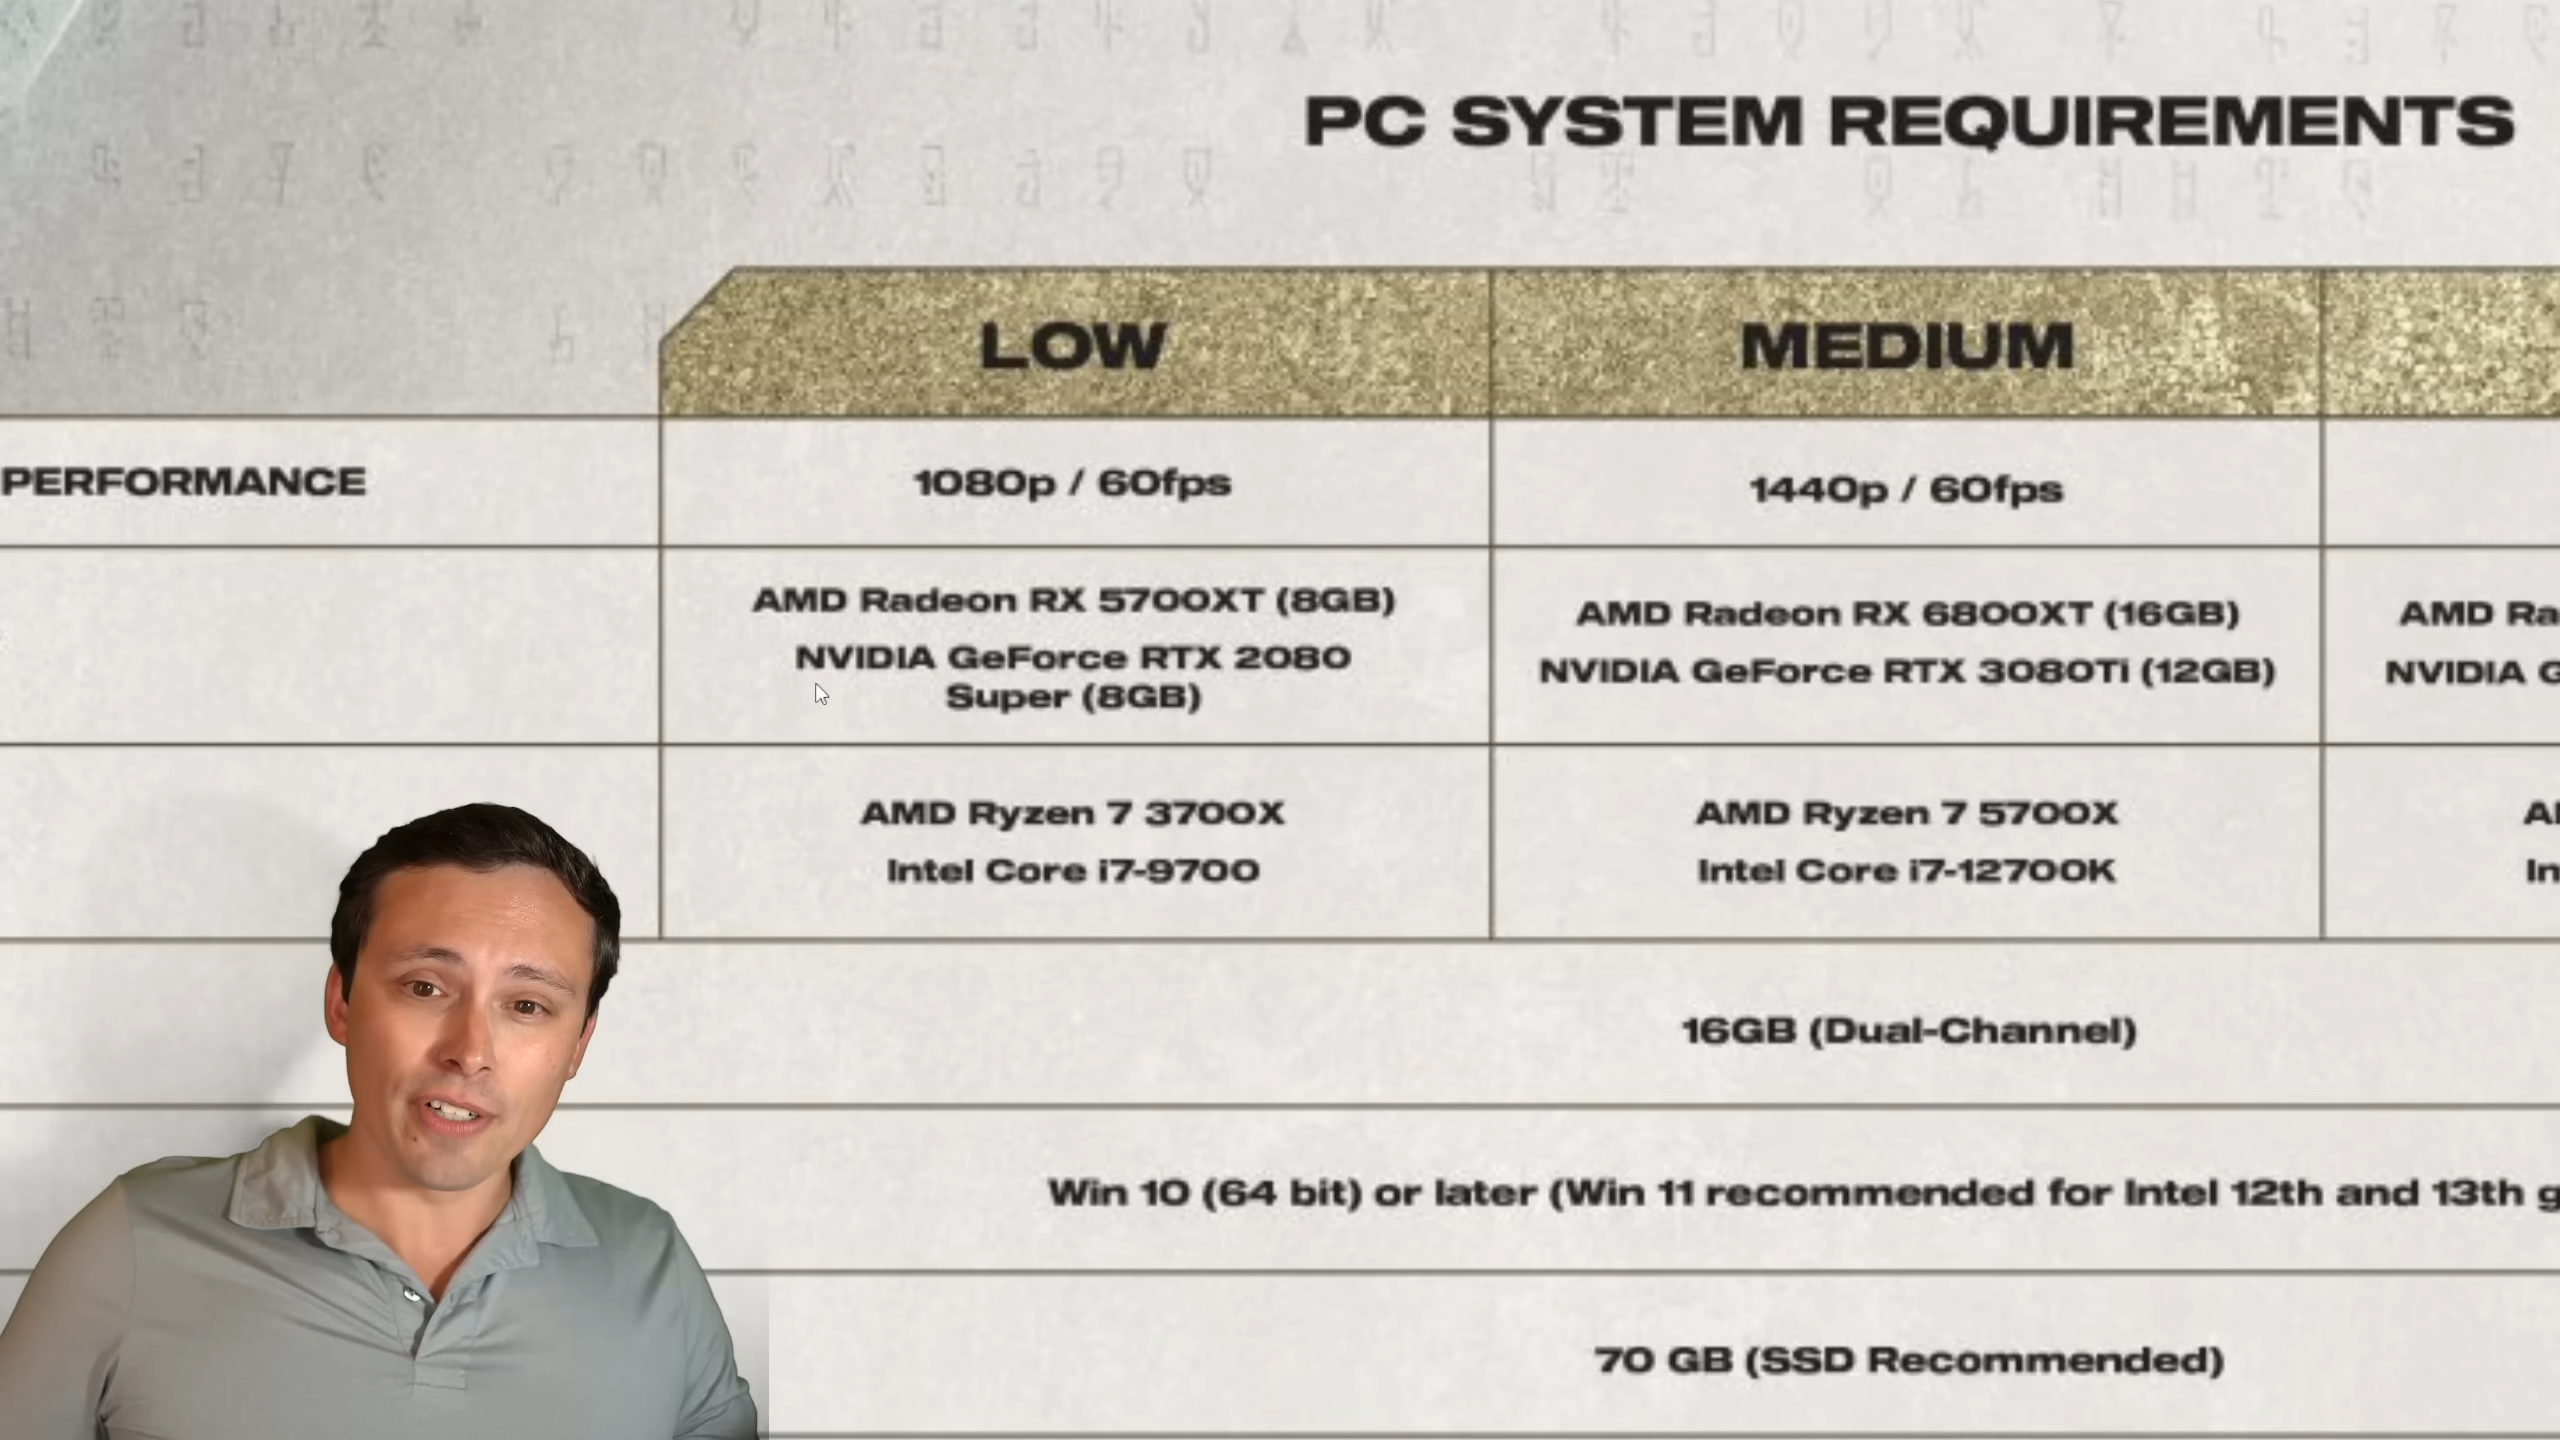 PC SYSTEM REQUIREMENTS
LOW
MEDIUM
PERFORMANCE
1080p / 60fps
1440p / 60fps
AMD Radeon RX 5700XT (8GB)
NVIDIA GeForce RTX 2080
Super (8GB)
AMD Radeon RX 6800XT (16GB)
NVIDIA GeForce RTX 3080Ti (12GB)
AMD Ra
NVIDIA G
AMD Ryzen 7 3700X
Intel Core i7-9700
AMD Ryzen 7 5700X
Intel Core i7-12700K
16GB (Dual-Channel)
Win 10 (64 bit) or later (Win 11 recommended for Intel 12th and 13th g
70 GB (SSD Recommended)